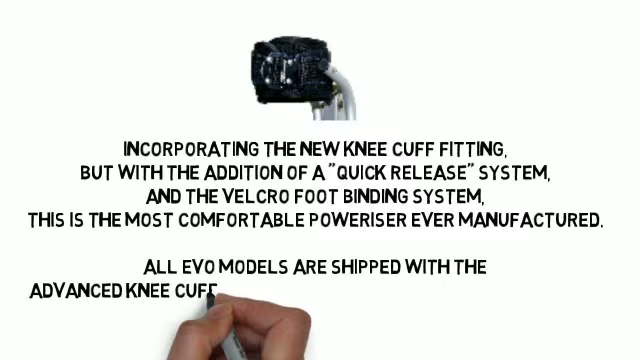 INCORPORATING THE NEW KNEE CUFF FITTING,
BUT WITH THE ADDITION OF A "QUICK RELEASE" SYSTEM,
AND THE VELCRO FOOT BINDING SYSTEM,
THIS IS THE MOST COMFORTABLE POWERISER EVER MANUFACTURED.
ALL EVO MODELS ARE SHIPPED WITH THE
ADVANCED KNEE CUFF